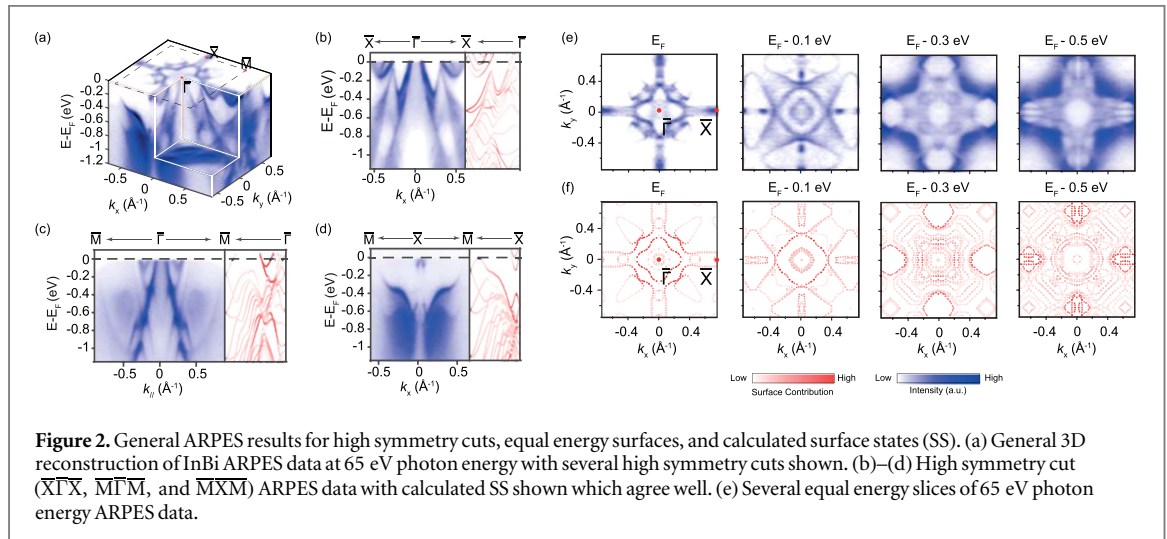 (a)
X̅
M̅
Γ̅
0
-0.2
-0.4
-0.6
-0.8
-1
-1.2
E-E_F (eV)
-0.5
0
0.5
k_x (Å⁻¹)
-0.5
0
0.5
k_y (Å⁻¹)
(b)
X̅ Γ̅ X̅ Γ̅
0
-0.2
-0.4
-0.6
-0.8
-1
E-E_F (eV)
-0.5 0 0.5
k_x (Å⁻¹)
(c)
M̅ Γ̅ M̅ Γ̅
0
-0.2
-0.4
-0.6
-0.8
-1
E-E_F (eV)
-0.5 0 0.5
k_// (Å⁻¹)
(d)
M̅ X̅ M̅ X̅
0
-0.2
-0.4
-0.6
-0.8
-1
E-E_F (eV)
-0.5 0 0.5
k_x (Å⁻¹)
(e)
E_F E_F - 0.1 eV E_F - 0.3 eV E_F - 0.5 eV
0.4
0
-0.4
k_y (Å⁻¹)
Γ̅ X̅
(f)
E_F E_F - 0.1 eV E_F - 0.3 eV E_F - 0.5 eV
0.4
0
-0.4
k_y (Å⁻¹)
Γ̅ X̅
-0.4 0 0.4 -0.4 0 0.4 -0.4 0 0.4 -0.4 0 0.4
k_x (Å⁻¹) k_x (Å⁻¹) k_x (Å⁻¹) k_x (Å⁻¹)
Low High
Surface Contribution
Low High
Intensity (a.u.)
Figure 2. General ARPES results for high symmetry cuts, equal energy surfaces, and calculated surface states (SS). (a) General 3D
reconstruction of InBi ARPES data at 65 eV photon energy with several high symmetry cuts shown. (b)–(d) High symmetry cut
(X̅Γ̅X̅, M̅Γ̅M̅, and M̅X̅M̅) ARPES data with calculated SS shown which agree well. (e) Several equal energy slices of 65 eV photon
energy ARPES data.